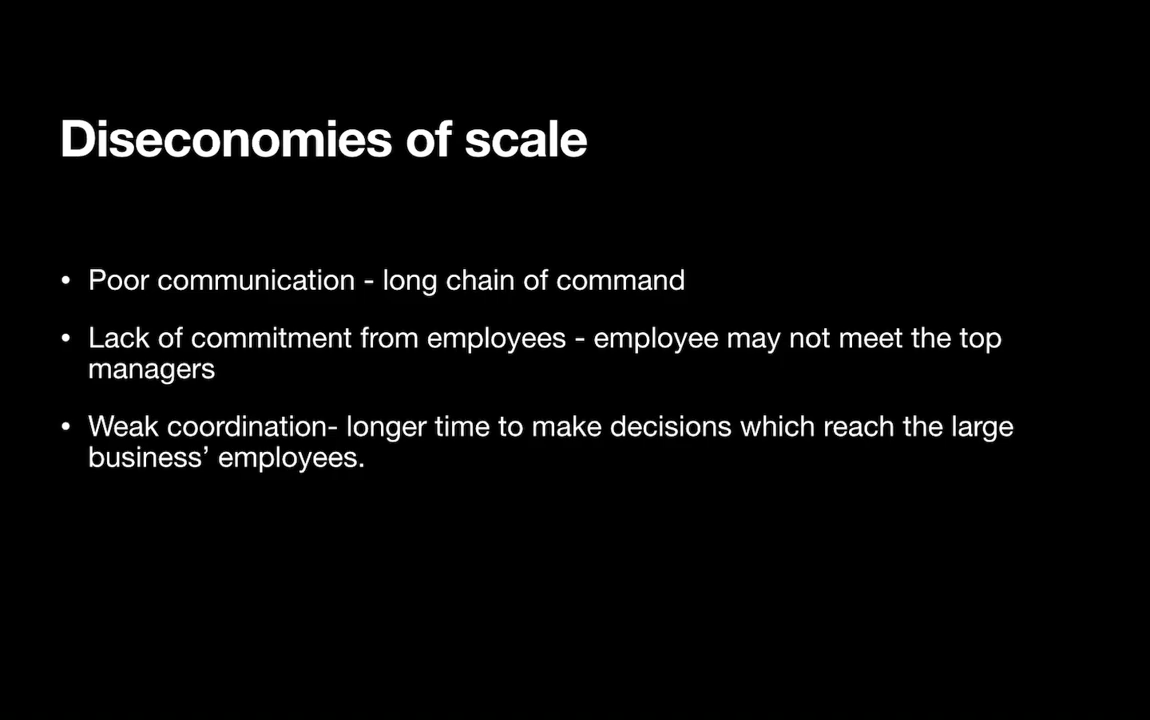 Diseconomies of scale
• Poor communication - long chain of command
• Lack of commitment from employees - employee may not meet the top
managers
• Weak coordination- longer time to make decisions which reach the large
business’ employees.